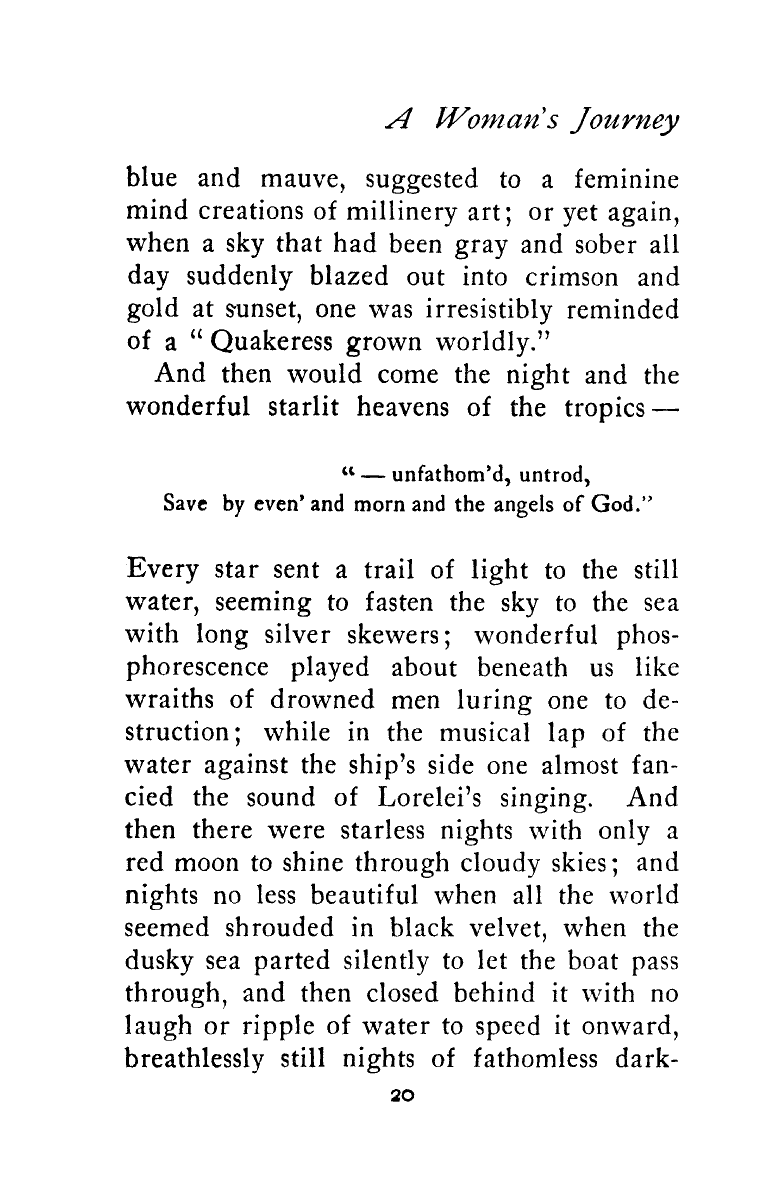 A Woman's Journey
blue and mauve, suggested to a feminine
mind creations of millinery art; or yet again,
when a sky that had been gray and sober all
day suddenly blazed out into crimson and
gold at sunset, one was irresistibly reminded
of a “Quakeress grown worldly.”
And then would come the night and the
wonderful starlit heavens of the tropics —
“ — unfathom'd, untrod,
Save by even' and morn and the angels of God.”
Every star sent a trail of light to the still
water, seeming to fasten the sky to the sea
with long silver skewers; wonderful phos-
phorescence played about beneath us like
wraiths of drowned men luring one to de-
struction; while in the musical lap of the
water against the ship's side one almost fan-
cied the sound of Lorelei's singing. And
then there were starless nights with only a
red moon to shine through cloudy skies; and
nights no less beautiful when all the world
seemed shrouded in black velvet, when the
dusky sea parted silently to let the boat pass
through, and then closed behind it with no
laugh or ripple of water to speed it onward,
breathlessly still nights of fathomless dark-
20